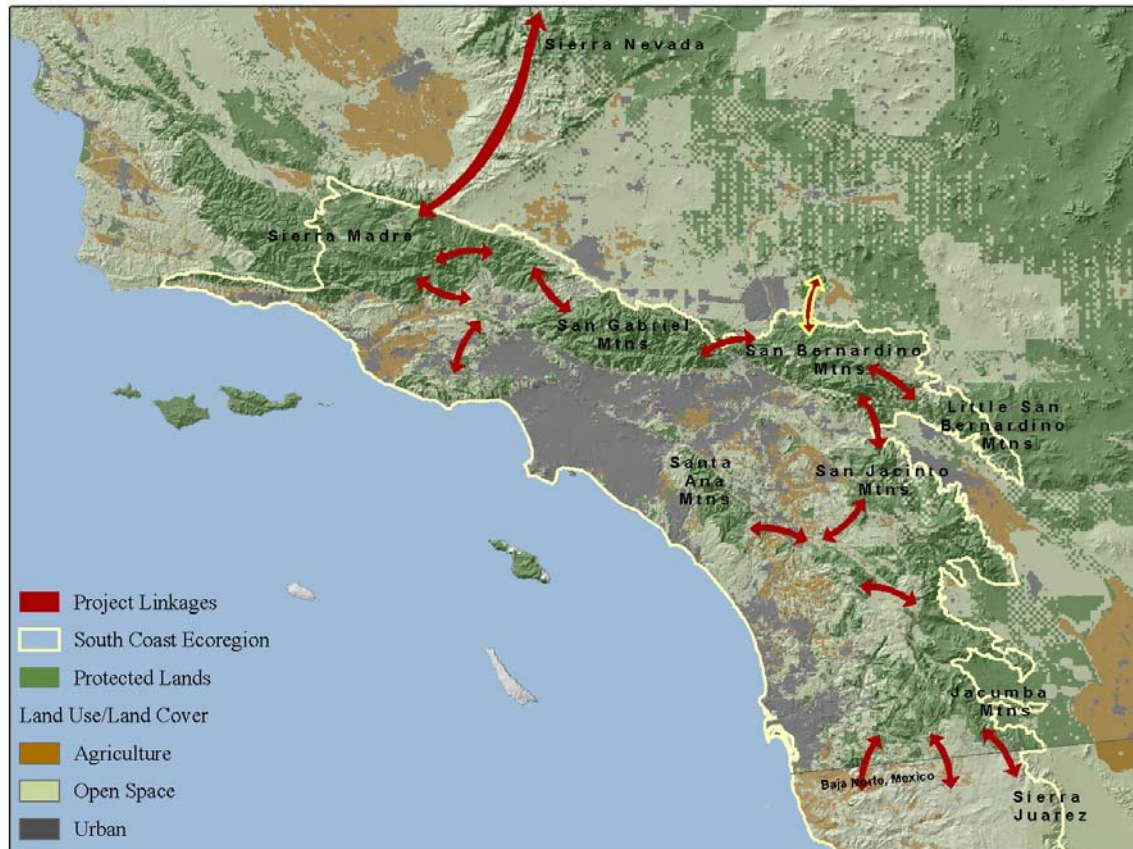 Sierra Nevada
Sierra Madre
San Gabriel
Mtns
San Bernardino
Mtns
Little San
Bernardino
Mtns
Santa
Ana
Mtns
San Jacinto
Mtns
Jacumba
Mtns
Baja Norte, Mexico
Sierra
Juarez
Project Linkages
South Coast Ecoregion
Protected Lands
Land Use/Land Cover
Agriculture
Open Space
Urban